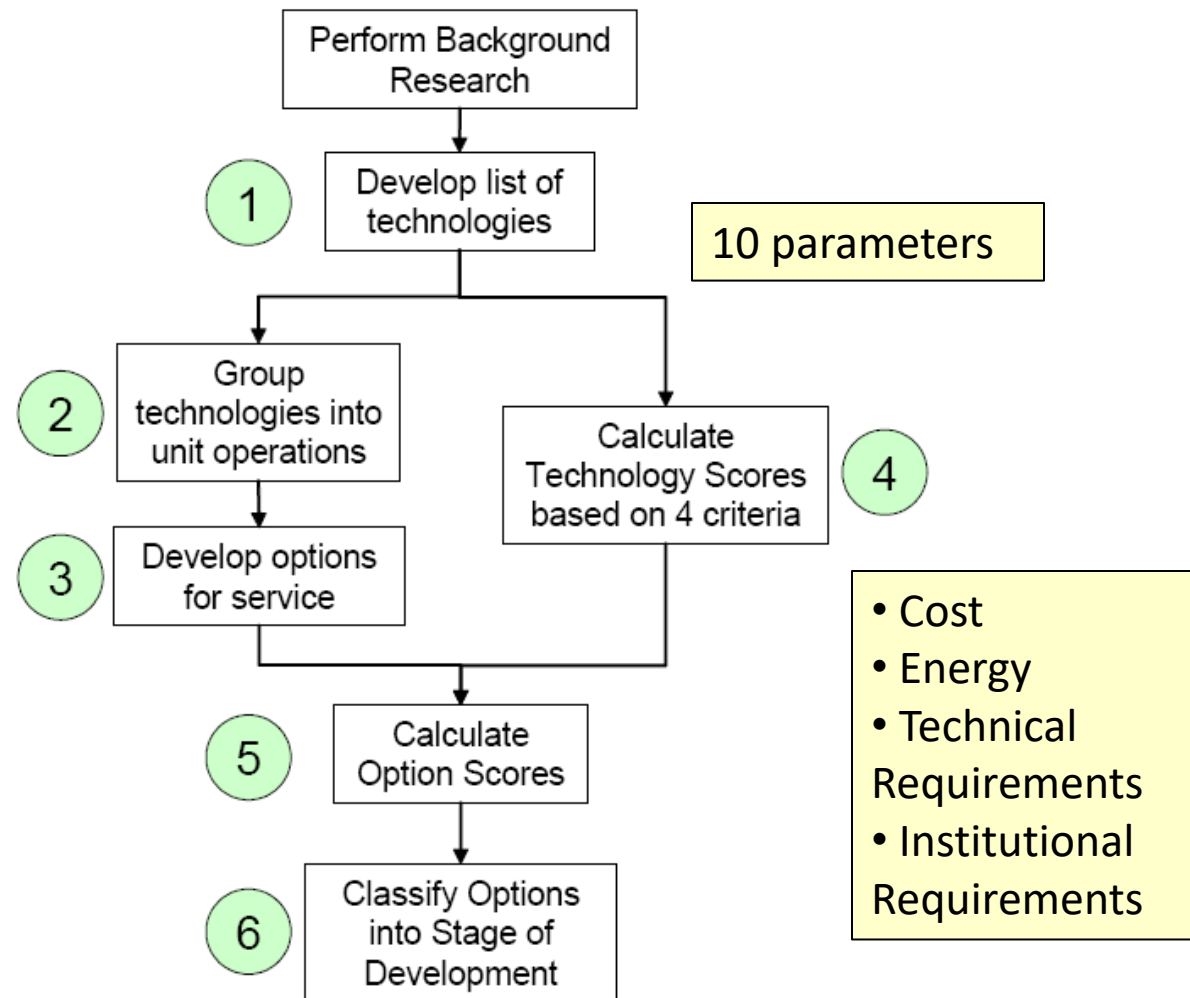 Perform Background
Research
1
Develop list of
technologies
10 parameters
2
Group
technologies into
unit operations
Calculate
Technology Scores
based on 4 criteria
4
3
Develop options
for service
• Cost
• Energy
• Technical
Requirements
• Institutional
Requirements
5
Calculate
Option Scores
6
Classify Options
into Stage of
Development